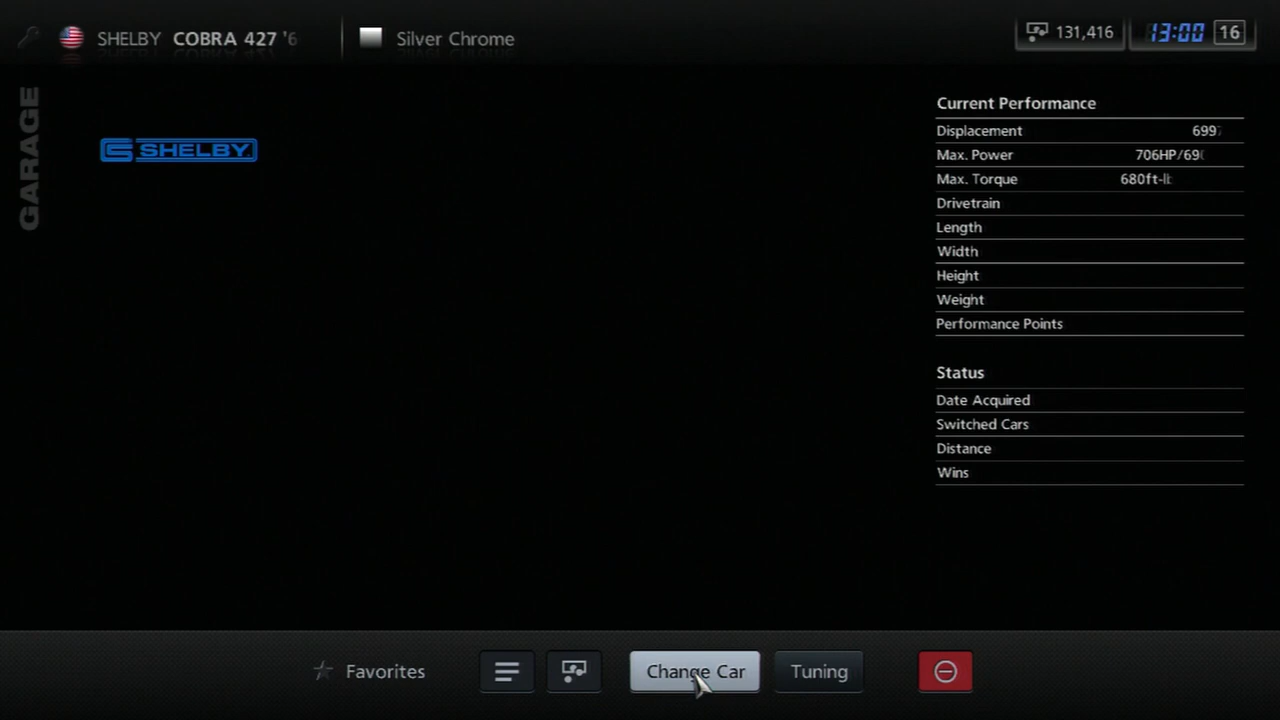 SHELBY COBRA 427 '6
Silver Chrome
131,416
13:00
16
GARAGE
SHELBY
Current Performance
Displacement 699
Max. Power 706HP/69
Max. Torque 680ft-l
Drivetrain
Length
Width
Height
Weight
Performance Points
Status
Date Acquired
Switched Cars
Distance
Wins
Favorites
Change Car
Tuning